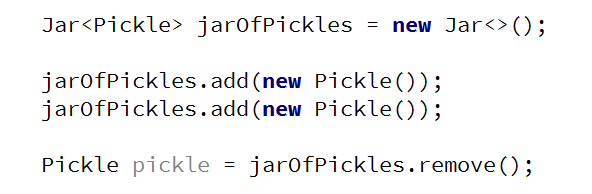 Jar<Pickle> jarOfPickles = new Jar<>();
jarOfPickles.add(new Pickle());
jarOfPickles.add(new Pickle());
Pickle pickle = jarOfPickles.remove();